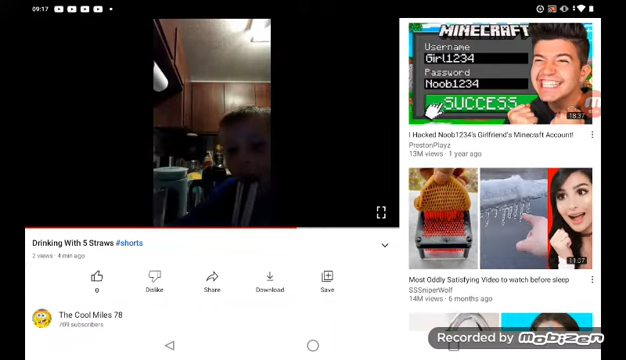 09:17
MINECRAFT
Username
Girl1234
Password
Noob1234
SUCCESS
18:37
I Hacked Noob1234's Girlfriend's Minecraft Account!
PrestonPlayz
13M views · 1 year ago
Drinking With 5 Straws #shorts
2 views · 4 min ago
0
Dislike
Share
Download
Save
11:07
Most Oddly Satisfying Video to watch before sleep
SSSniperWolf
14M views · 6 months ago
The Cool Miles 78
709 subscribers
Recorded by
mobizen